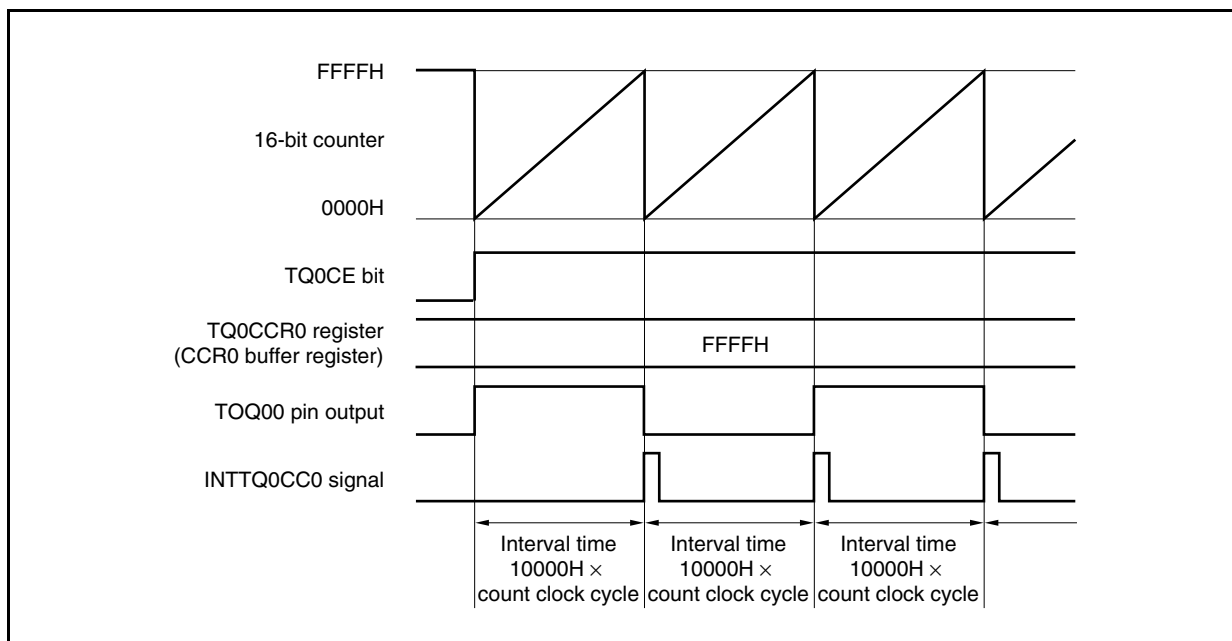 FFFFH
16-bit counter
0000H
TQ0CE bit
TQ0CCR0 register
(CCR0 buffer register)
FFFFH
TOQ00 pin output
INTTQ0CC0 signal
Interval time
10000H ×
count clock cycle
Interval time
10000H ×
count clock cycle
Interval time
10000H ×
count clock cycle